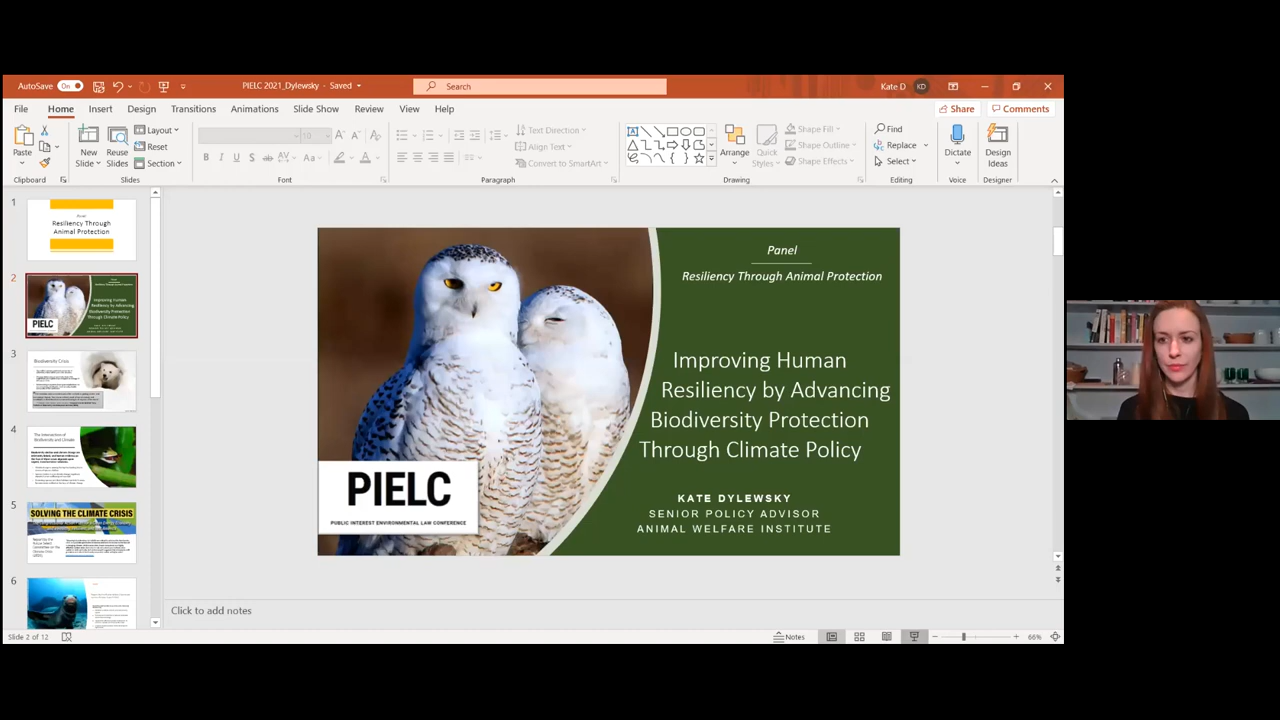 AutoSave On PIELC 2021_Dylewsky - Saved Search Kate D KD
File Home Insert Design Transitions Animations Slide Show Review View Help Share Comments
Paste New Slide Reuse Slides Layout Reset Section
10
B I U S ab AV Aa A
Text Direction Align Text Convert to SmartArt
Arrange Quick Styles Shape Fill Shape Outline Shape Effects
Find Replace Select Dictate Design Ideas
Clipboard Slides Font Paragraph Drawing Editing Voice Designer
1
Panel
Resiliency Through
Animal Protection
2
Improving Human
Resiliency by Advancing
Biodiversity Protection
Through Climate Policy
PIELC
3
Biodiversity Crisis
4
The Intersection of
Biodiversity and Climate
5
SOLVING THE CLIMATE CRISIS
6
Panel
Resiliency Through Animal Protection
Improving Human
Resiliency by Advancing
Biodiversity Protection
Through Climate Policy
PIELC
PUBLIC INTEREST ENVIRONMENTAL LAW CONFERENCE
KATE DYLEWSKY
SENIOR POLICY ADVISOR
ANIMAL WELFARE INSTITUTE
Click to add notes
Slide 2 of 12 Notes 66%